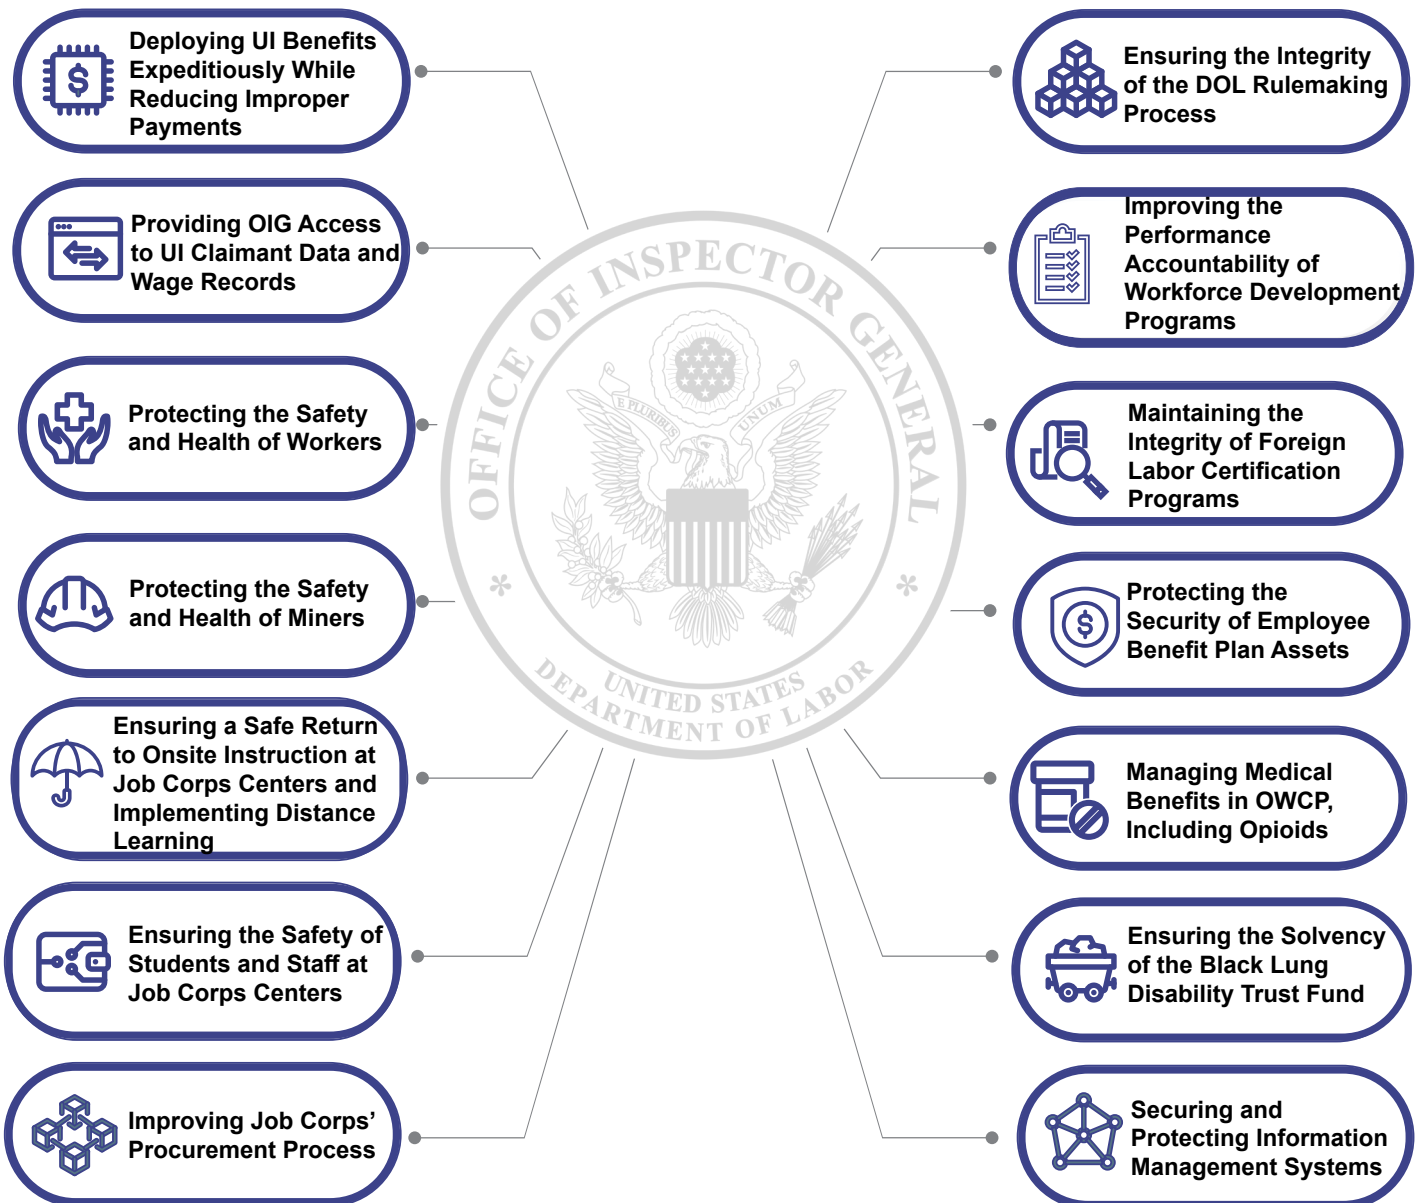 Deploying UI Benefits
Expeditiously While
Reducing Improper
Payments
Providing OIG Access
to UI Claimant Data and
Wage Records
Protecting the Safety
and Health of Workers
Protecting the Safety
and Health of Miners
Ensuring a Safe Return
to Onsite Instruction at
Job Corps Centers and
Implementing Distance
Learning
Ensuring the Safety of
Students and Staff at
Job Corps Centers
Improving Job Corps’
Procurement Process
OFFICE OF INSPECTOR GENERAL
E PLURIBUS UNUM
UNITED STATES
DEPARTMENT OF LABOR
Ensuring the Integrity
of the DOL Rulemaking
Process
Improving the
Performance
Accountability of
Workforce Development
Programs
Maintaining the
Integrity of Foreign
Labor Certification
Programs
Protecting the
Security of Employee
Benefit Plan Assets
Managing Medical
Benefits in OWCP,
Including Opioids
Ensuring the Solvency
of the Black Lung
Disability Trust Fund
Securing and
Protecting Information
Management Systems